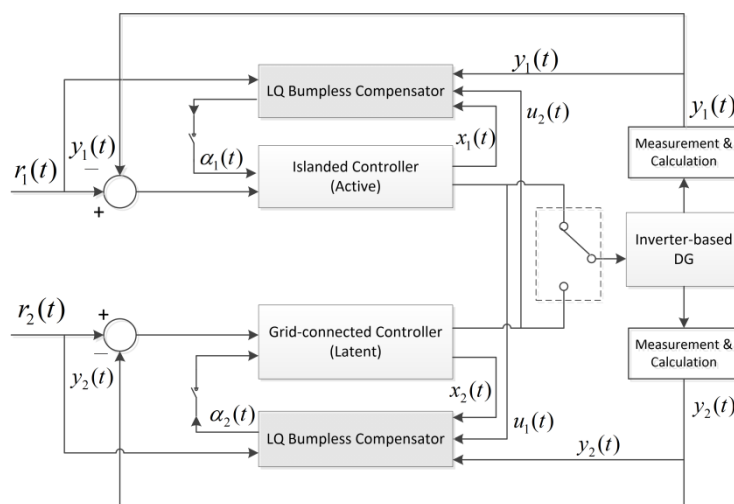 y₁(t)
LQ Bumpless Compensator
u₂(t)
y₁(t)
x₁(t)
Measurement &
Calculation
y₁(t)
−
α₁(t)
r₁(t)
+
Islanded Controller
(Active)
Inverter-based
DG
r₂(t)
+
−
Grid-connected Controller
(Latent)
Measurement &
Calculation
y₂(t)
x₂(t)
α₂(t)
LQ Bumpless Compensator
u₁(t)
y₂(t)
y₂(t)